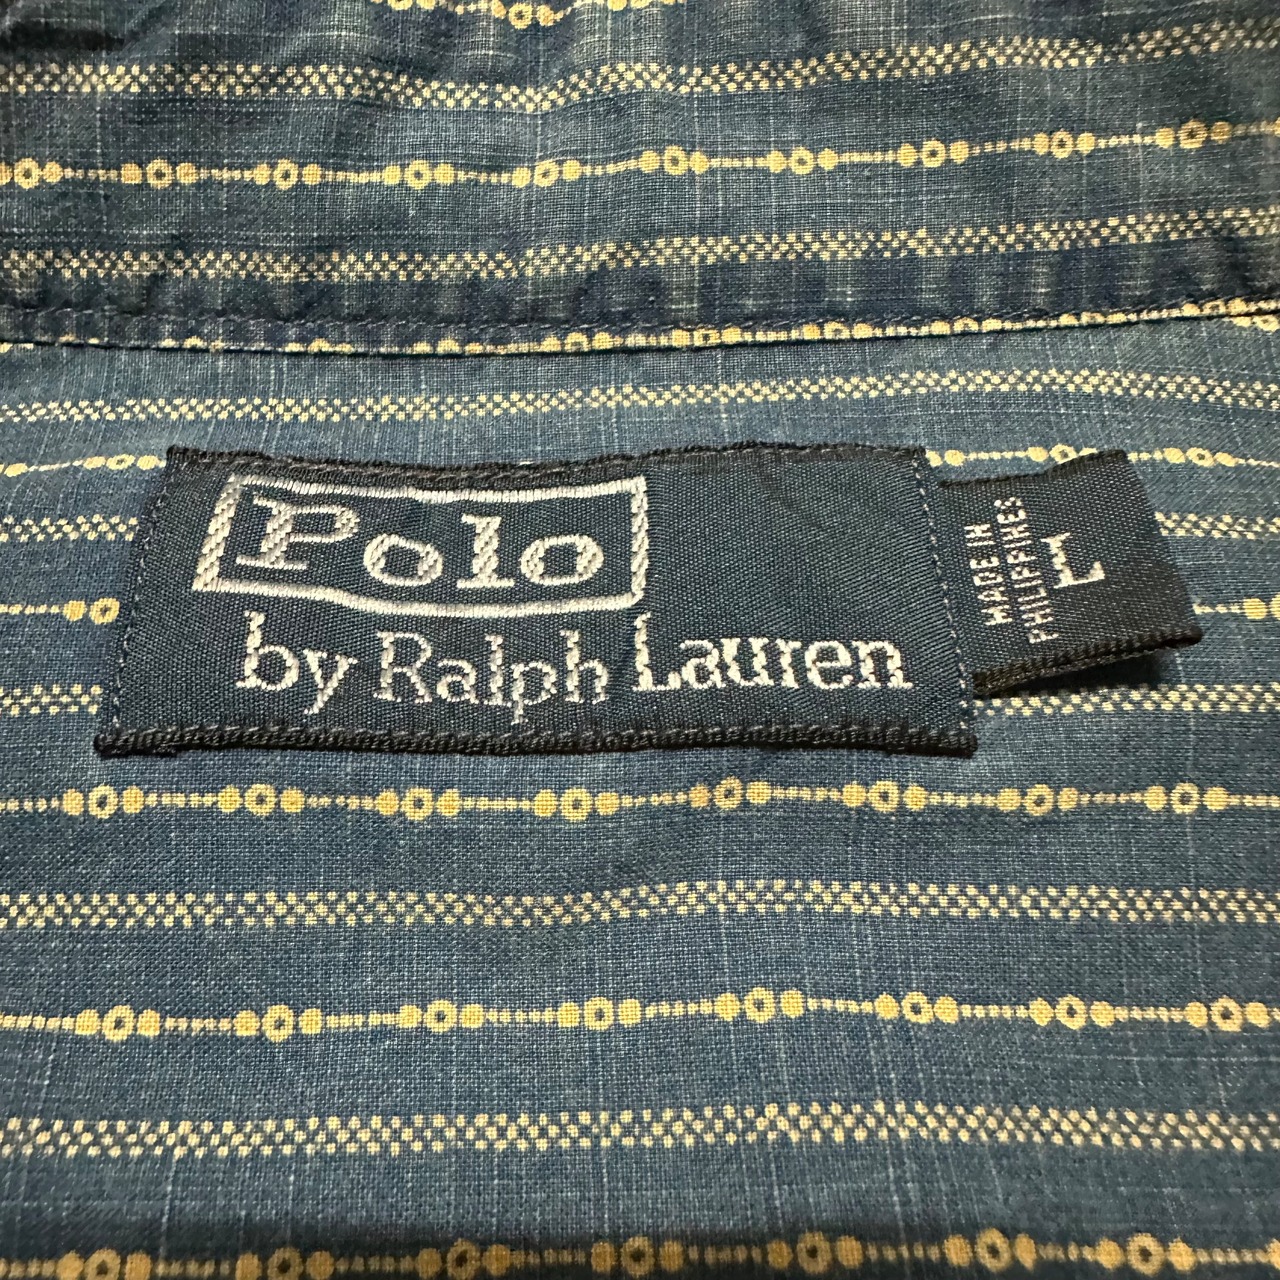 Polo
by Ralph Lauren
MADE IN
PHILIPPINES
L